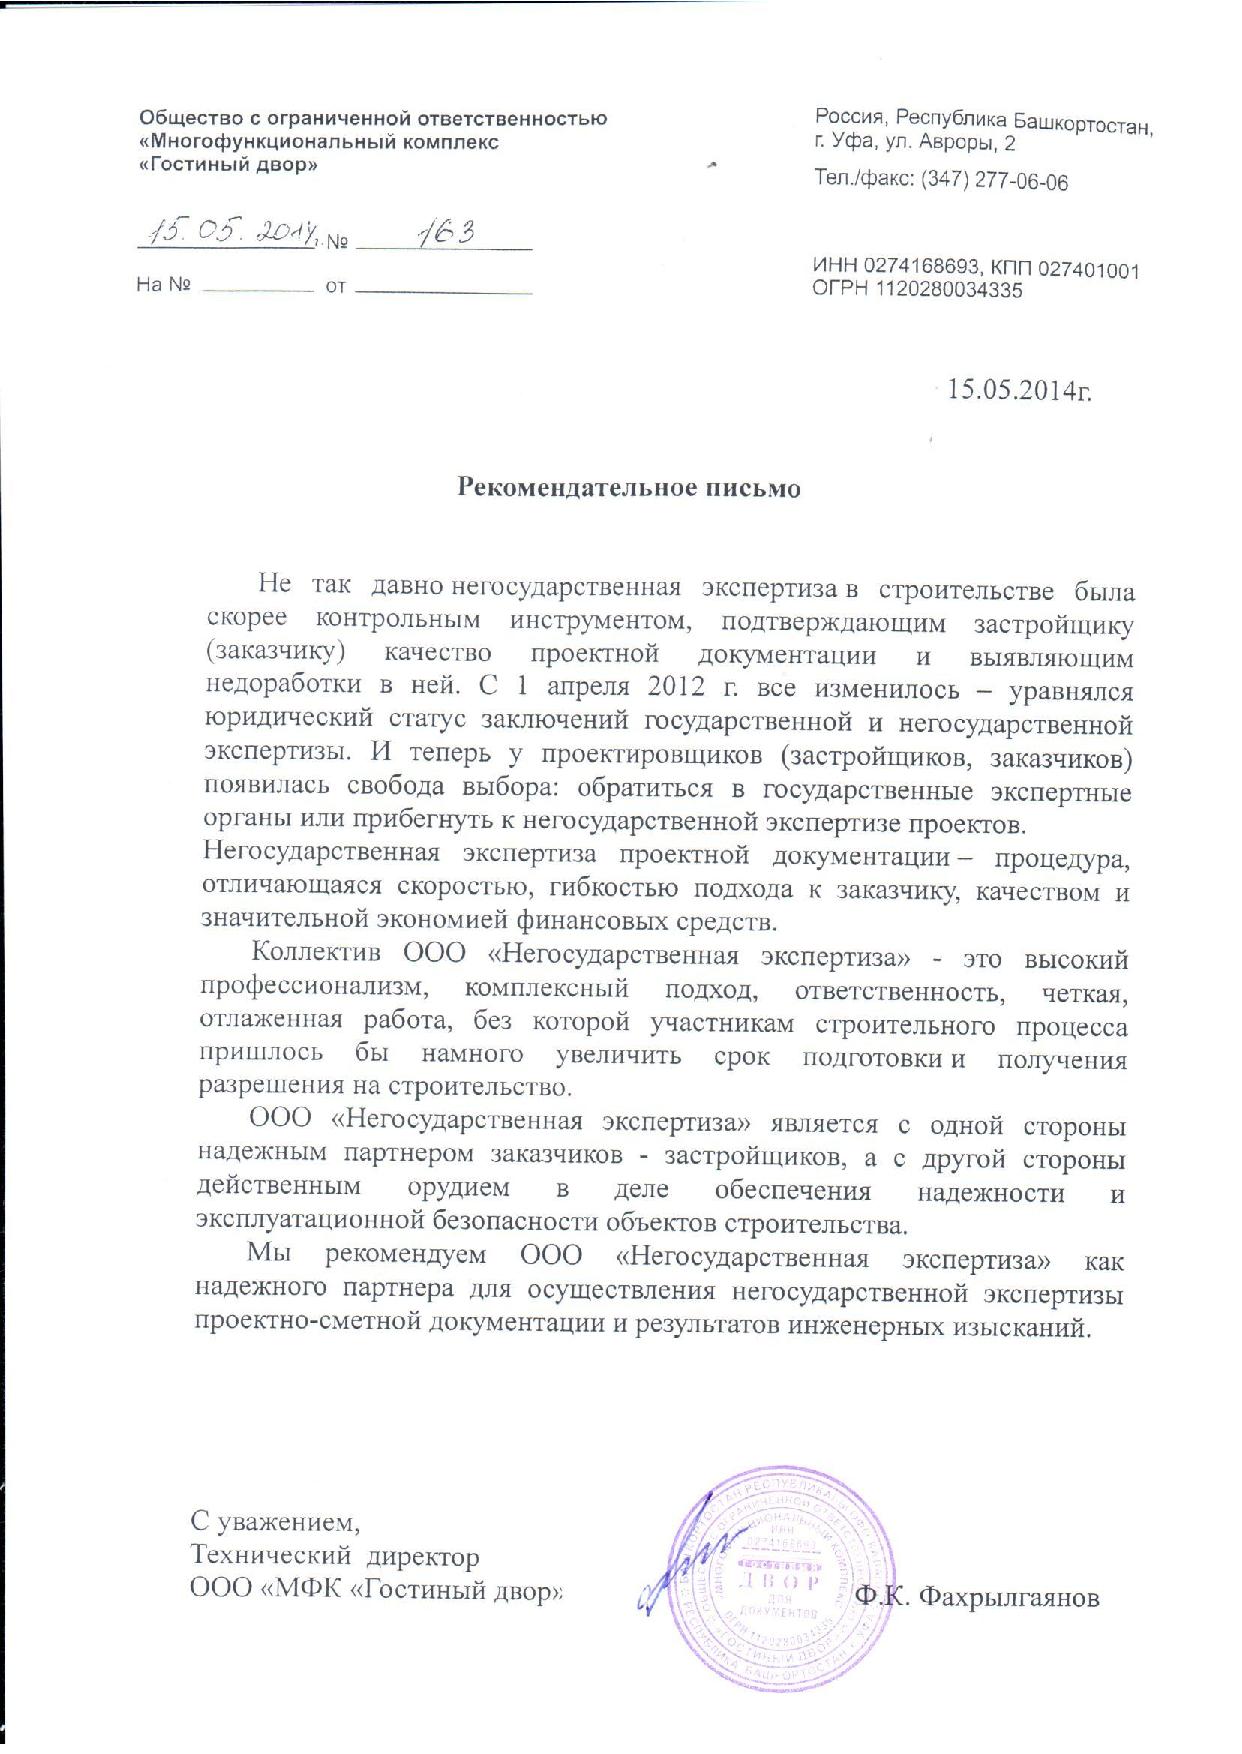 Общество с ограниченной ответственностью
«Многофункциональный комплекс
«Гостиный двор»
Россия, Республика Башкортостан,
г. Уфа, ул. Авроры, 2
Тел./факс: (347) 277-06-06
15.05.2014г. № 163
На № ____________ от ____________
ИНН 0274168693, КПП 027401001
ОГРН 1120280034335
15.05.2014г.
Рекомендательное письмо
Не так давно негосударственная экспертиза в строительстве была
скорее контрольным инструментом, подтверждающим застройщику
(заказчику) качество проектной документации и выявляющим
недоработки в ней. С 1 апреля 2012 г. все изменилось – уравнялся
юридический статус заключений государственной и негосударственной
экспертизы. И теперь у проектировщиков (застройщиков, заказчиков)
появилась свобода выбора: обратиться в государственные экспертные
органы или прибегнуть к негосударственной экспертизе проектов.
Негосударственная экспертиза проектной документации – процедура,
отличающаяся скоростью, гибкостью подхода к заказчику, качеством и
значительной экономией финансовых средств.
Коллектив ООО «Негосударственная экспертиза» - это высокий
профессионализм, комплексный подход, ответственность, четкая,
отлаженная работа, без которой участникам строительного процесса
пришлось бы намного увеличить срок подготовки и получения
разрешения на строительство.
ООО «Негосударственная экспертиза» является с одной стороны
надежным партнером заказчиков - застройщиков, а с другой стороны
действенным орудием в деле обеспечения надежности и
эксплуатационной безопасности объектов строительства.
Мы рекомендуем ООО «Негосударственная экспертиза» как
надежного партнера для осуществления негосударственной экспертизы
проектно-сметной документации и результатов инженерных изысканий.
С уважением,
Технический директор
ООО «МФК «Гостиный двор»
Ф.К. Фахрылгаянов
ИНН
0274168693
ДВОР
ДЛЯ
ДОКУМЕНТОВ
ОГРН 1120280034335
«ГОСТИНЫЙ ДВОР»
РЕСПУБЛИКА БАШКОРТОСТАН